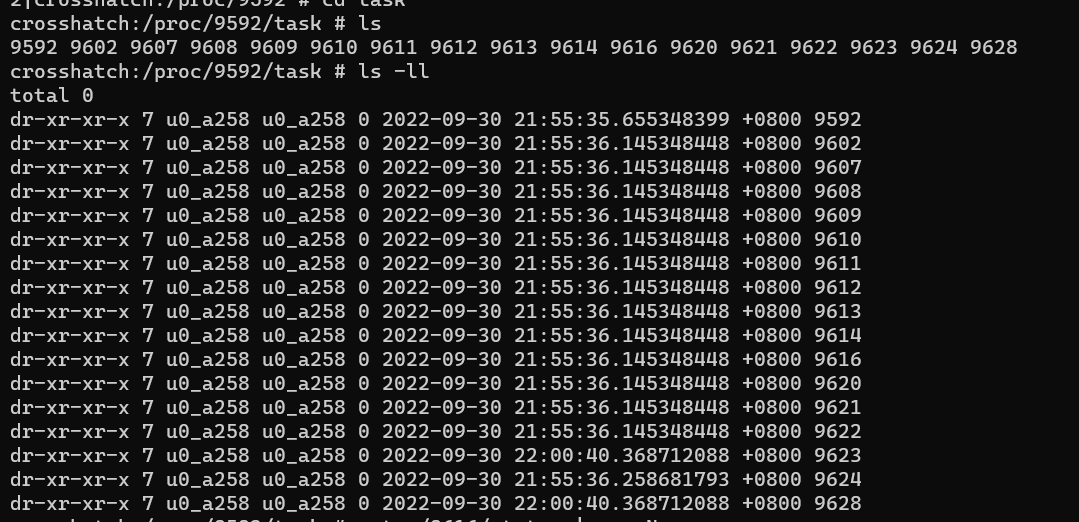 crosshatch:/proc/9592 # cd task
crosshatch:/proc/9592/task # ls
9592 9602 9607 9608 9609 9610 9611 9612 9613 9614 9616 9620 9621 9622 9623 9624 9628
crosshatch:/proc/9592/task # ls -ll
total 0
dr-xr-xr-x 7 u0_a258 u0_a258 0 2022-09-30 21:55:35.655348399 +0800 9592
dr-xr-xr-x 7 u0_a258 u0_a258 0 2022-09-30 21:55:36.145348448 +0800 9602
dr-xr-xr-x 7 u0_a258 u0_a258 0 2022-09-30 21:55:36.145348448 +0800 9607
dr-xr-xr-x 7 u0_a258 u0_a258 0 2022-09-30 21:55:36.145348448 +0800 9608
dr-xr-xr-x 7 u0_a258 u0_a258 0 2022-09-30 21:55:36.145348448 +0800 9609
dr-xr-xr-x 7 u0_a258 u0_a258 0 2022-09-30 21:55:36.145348448 +0800 9610
dr-xr-xr-x 7 u0_a258 u0_a258 0 2022-09-30 21:55:36.145348448 +0800 9611
dr-xr-xr-x 7 u0_a258 u0_a258 0 2022-09-30 21:55:36.145348448 +0800 9612
dr-xr-xr-x 7 u0_a258 u0_a258 0 2022-09-30 21:55:36.145348448 +0800 9613
dr-xr-xr-x 7 u0_a258 u0_a258 0 2022-09-30 21:55:36.145348448 +0800 9614
dr-xr-xr-x 7 u0_a258 u0_a258 0 2022-09-30 21:55:36.145348448 +0800 9616
dr-xr-xr-x 7 u0_a258 u0_a258 0 2022-09-30 21:55:36.145348448 +0800 9620
dr-xr-xr-x 7 u0_a258 u0_a258 0 2022-09-30 21:55:36.145348448 +0800 9621
dr-xr-xr-x 7 u0_a258 u0_a258 0 2022-09-30 21:55:36.145348448 +0800 9622
dr-xr-xr-x 7 u0_a258 u0_a258 0 2022-09-30 22:00:40.368712088 +0800 9623
dr-xr-xr-x 7 u0_a258 u0_a258 0 2022-09-30 21:55:36.258681793 +0800 9624
dr-xr-xr-x 7 u0_a258 u0_a258 0 2022-09-30 22:00:40.368712088 +0800 9628